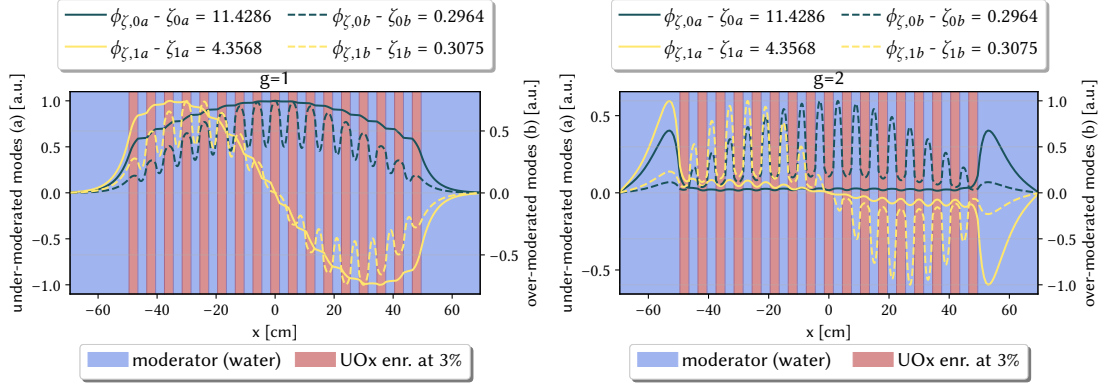 ϕζ,0a - ζ0a = 11.4286
ϕζ,0b - ζ0b = 0.2964
ϕζ,1a - ζ1a = 4.3568
ϕζ,1b - ζ1b = 0.3075
g=1
under-moderated modes (a) [a.u.]
1.0
0.5
0.0
−0.5
−1.0
0.5
0.0
−0.5
over-moderated modes (b) [a.u.]
−60 −40 −20 0 20 40 60
x [cm]
moderator (water)
UOx enr. at 3%
ϕζ,0a - ζ0a = 11.4286
ϕζ,0b - ζ0b = 0.2964
ϕζ,1a - ζ1a = 4.3568
ϕζ,1b - ζ1b = 0.3075
g=2
under-moderated modes (a) [a.u.]
0.5
0.0
−0.5
1.0
0.5
0.0
−0.5
−1.0
over-moderated modes (b) [a.u.]
−60 −40 −20 0 20 40 60
x [cm]
moderator (water)
UOx enr. at 3%